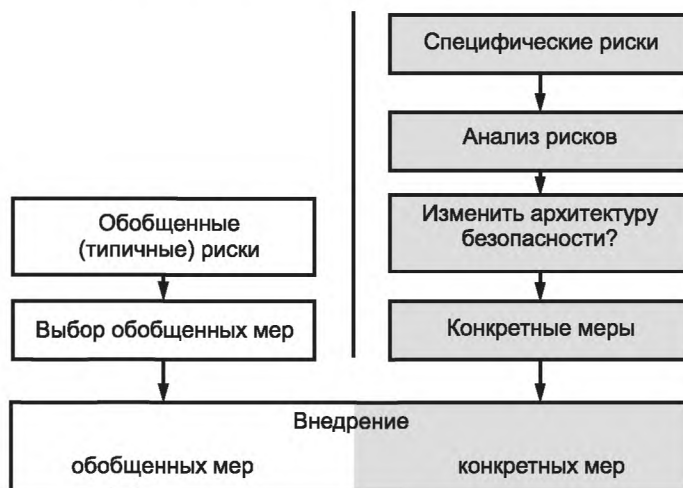 Специфические риски
Анализ рисков
Обобщенные
(типичные) риски
Изменить архитектуру
безопасности?
Выбор обобщенных мер
Конкретные меры
Внедрение
обобщенных мер
конкретных мер